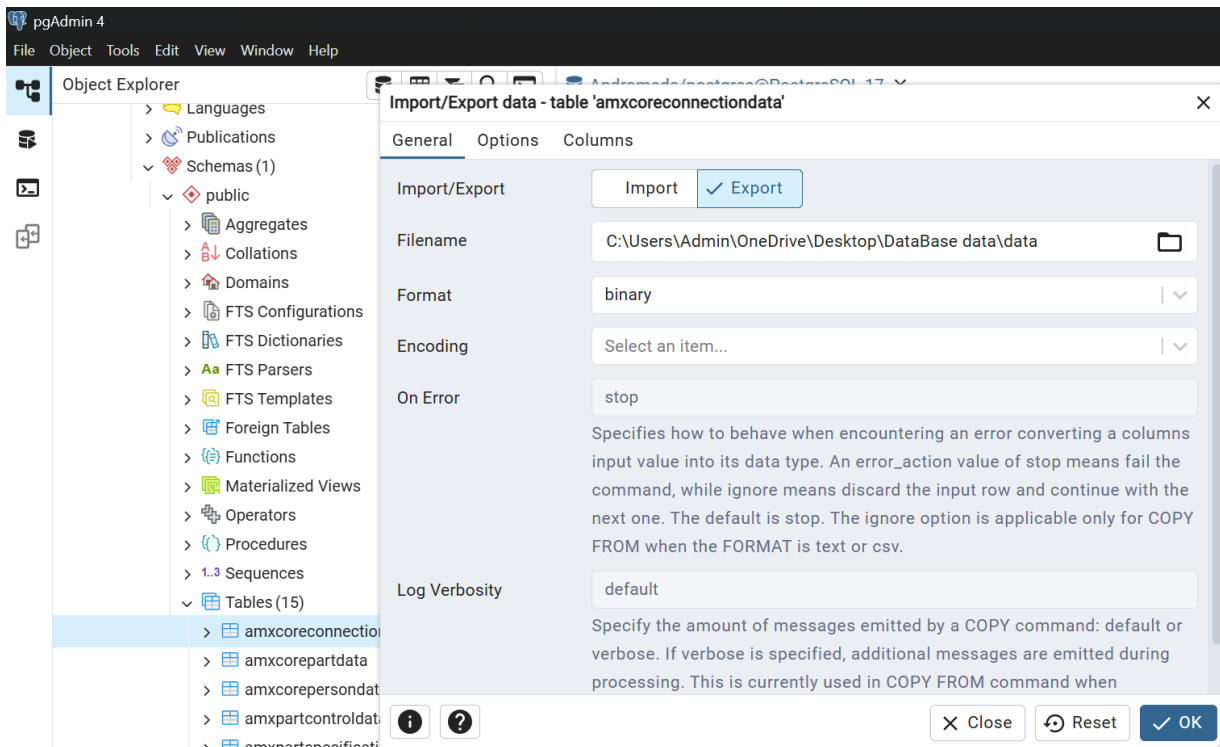 pgAdmin 4
File Object Tools Edit View Window Help
Object Explorer
Languages
Publications
Schemas (1)
public
Aggregates
Collations
Domains
FTS Configurations
FTS Dictionaries
Aa FTS Parsers
FTS Templates
Foreign Tables
Functions
Materialized Views
Operators
Procedures
1..3 Sequences
Tables (15)
amxcoreconnection
amxcorepartdata
amxcorepersondat
amxpartcontroldat
amxpartspecificati
Andromeda/postgres@PostgreSQL 17
Import/Export data - table 'amxcoreconnectiondata'
General Options Columns
Import/Export Import Export
Filename C:\Users\Admin\OneDrive\Desktop\DataBase data\data
Format binary
Encoding Select an item...
On Error stop
Specifies how to behave when encountering an error converting a columns
input value into its data type. An error_action value of stop means fail the
command, while ignore means discard the input row and continue with the
next one. The default is stop. The ignore option is applicable only for COPY
FROM when the FORMAT is text or csv.
Log Verbosity default
Specify the amount of messages emitted by a COPY command: default or
verbose. If verbose is specified, additional messages are emitted during
processing. This is currently used in COPY FROM command when
Close Reset OK